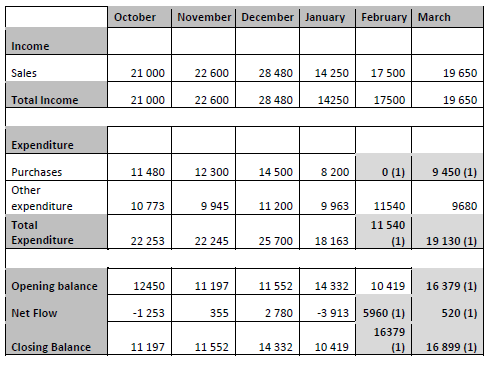 October November December January February March
Income
Sales 21 000 22 600 28 480 14 250 17 500 19 650
Total Income 21 000 22 600 28 480 14250 17500 19 650
Expenditure
Purchases 11 480 12 300 14 500 8 200 0 (1) 9 450 (1)
Other
expenditure 10 773 9 945 11 200 9 963 11540 9680
Total 11 540
Expenditure 22 253 22 245 25 700 18 163 (1) 19 130 (1)
Opening balance 12450 11 197 11 552 14 332 10 419 16 379 (1)
Net Flow -1 253 355 2 780 -3 913 5960 (1) 520 (1)
16379
Closing Balance 11 197 11 552 14 332 10 419 (1) 16 899 (1)